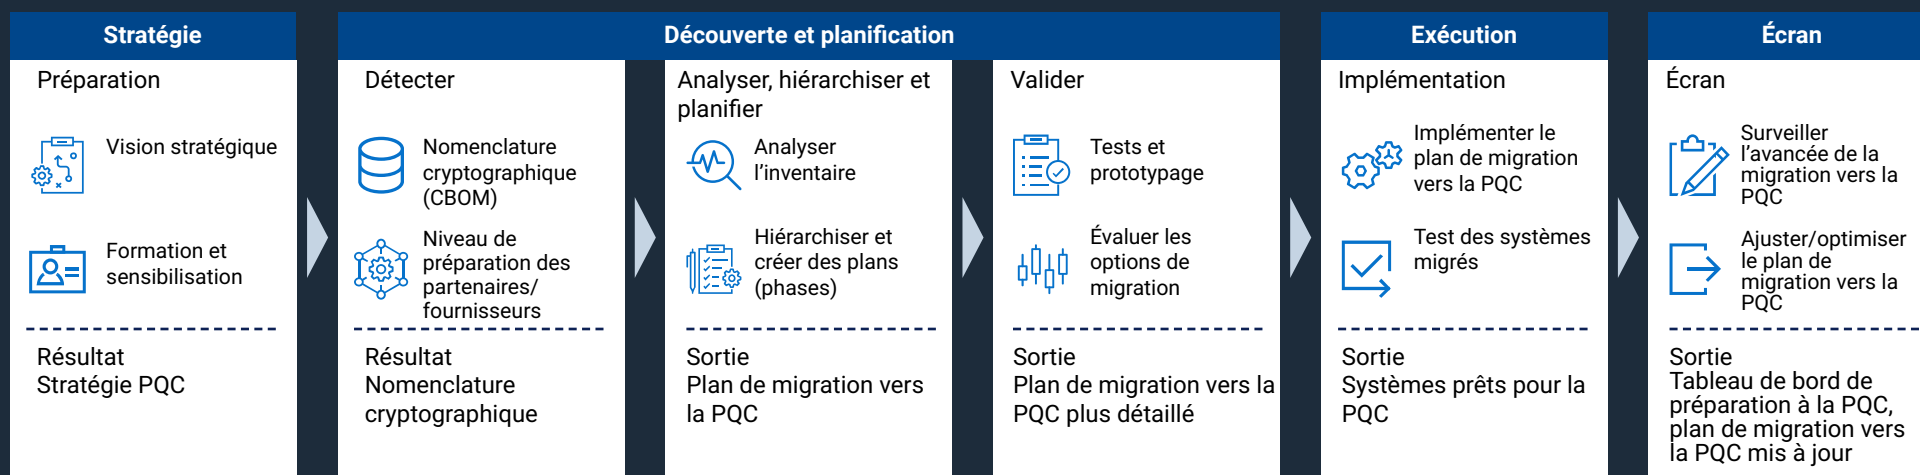 Stratégie
Préparation
Vision stratégique
Formation et
sensibilisation
Résultat
Stratégie PQC
Découverte et planification
Détecter
Nomenclature
cryptographique
(CBOM)
Niveau de
préparation des
partenaires/
fournisseurs
Résultat
Nomenclature
cryptographique
Analyser, hiérarchiser et
planifier
Analyser
l’inventaire
Hiérarchiser et
créer des plans
(phases)
Sortie
Plan de migration vers
la PQC
Valider
Tests et
prototypage
Évaluer les
options de
migration
Sortie
Plan de migration vers la
PQC plus détaillé
Exécution
Implémentation
Implémenter le
plan de migration
vers la PQC
Test des systèmes
migrés
Sortie
Systèmes prêts pour la
PQC
Écran
Écran
Surveiller
l’avancée de la
migration vers la
PQC
Ajuster/optimiser
le plan de
migration vers la
PQC
Sortie
Tableau de bord de
préparation à la PQC,
plan de migration vers
la PQC mis à jour